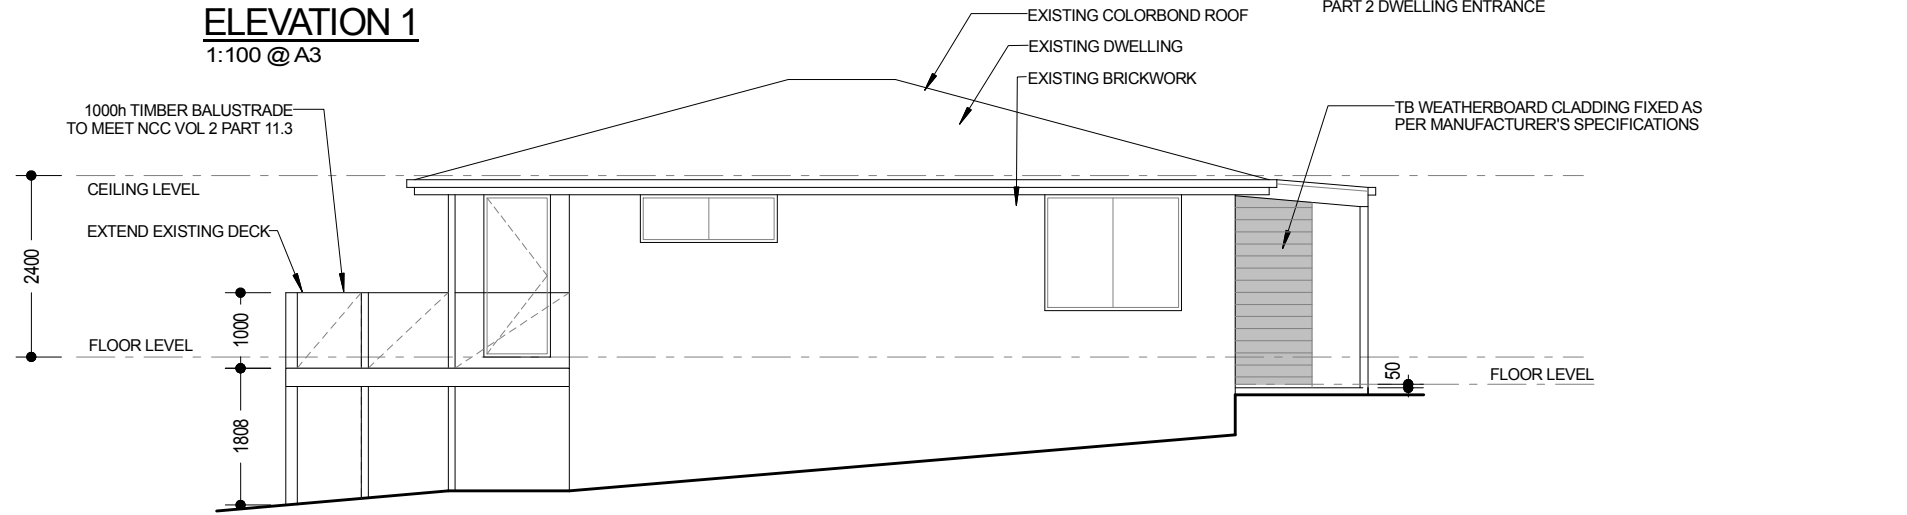 ELEVATION 1
1:100 @ A3
EXISTING COLORBOND ROOF
PART 2 DWELLING ENTRANCE
EXISTING DWELLING
EXISTING BRICKWORK
1000h TIMBER BALUSTRADE
TO MEET NCC VOL 2 PART 11.3
TB WEATHERBOARD CLADDING FIXED AS
PER MANUFACTURER'S SPECIFICATIONS
CEILING LEVEL
EXTEND EXISTING DECK
2400
1000
FLOOR LEVEL
50
FLOOR LEVEL
1808